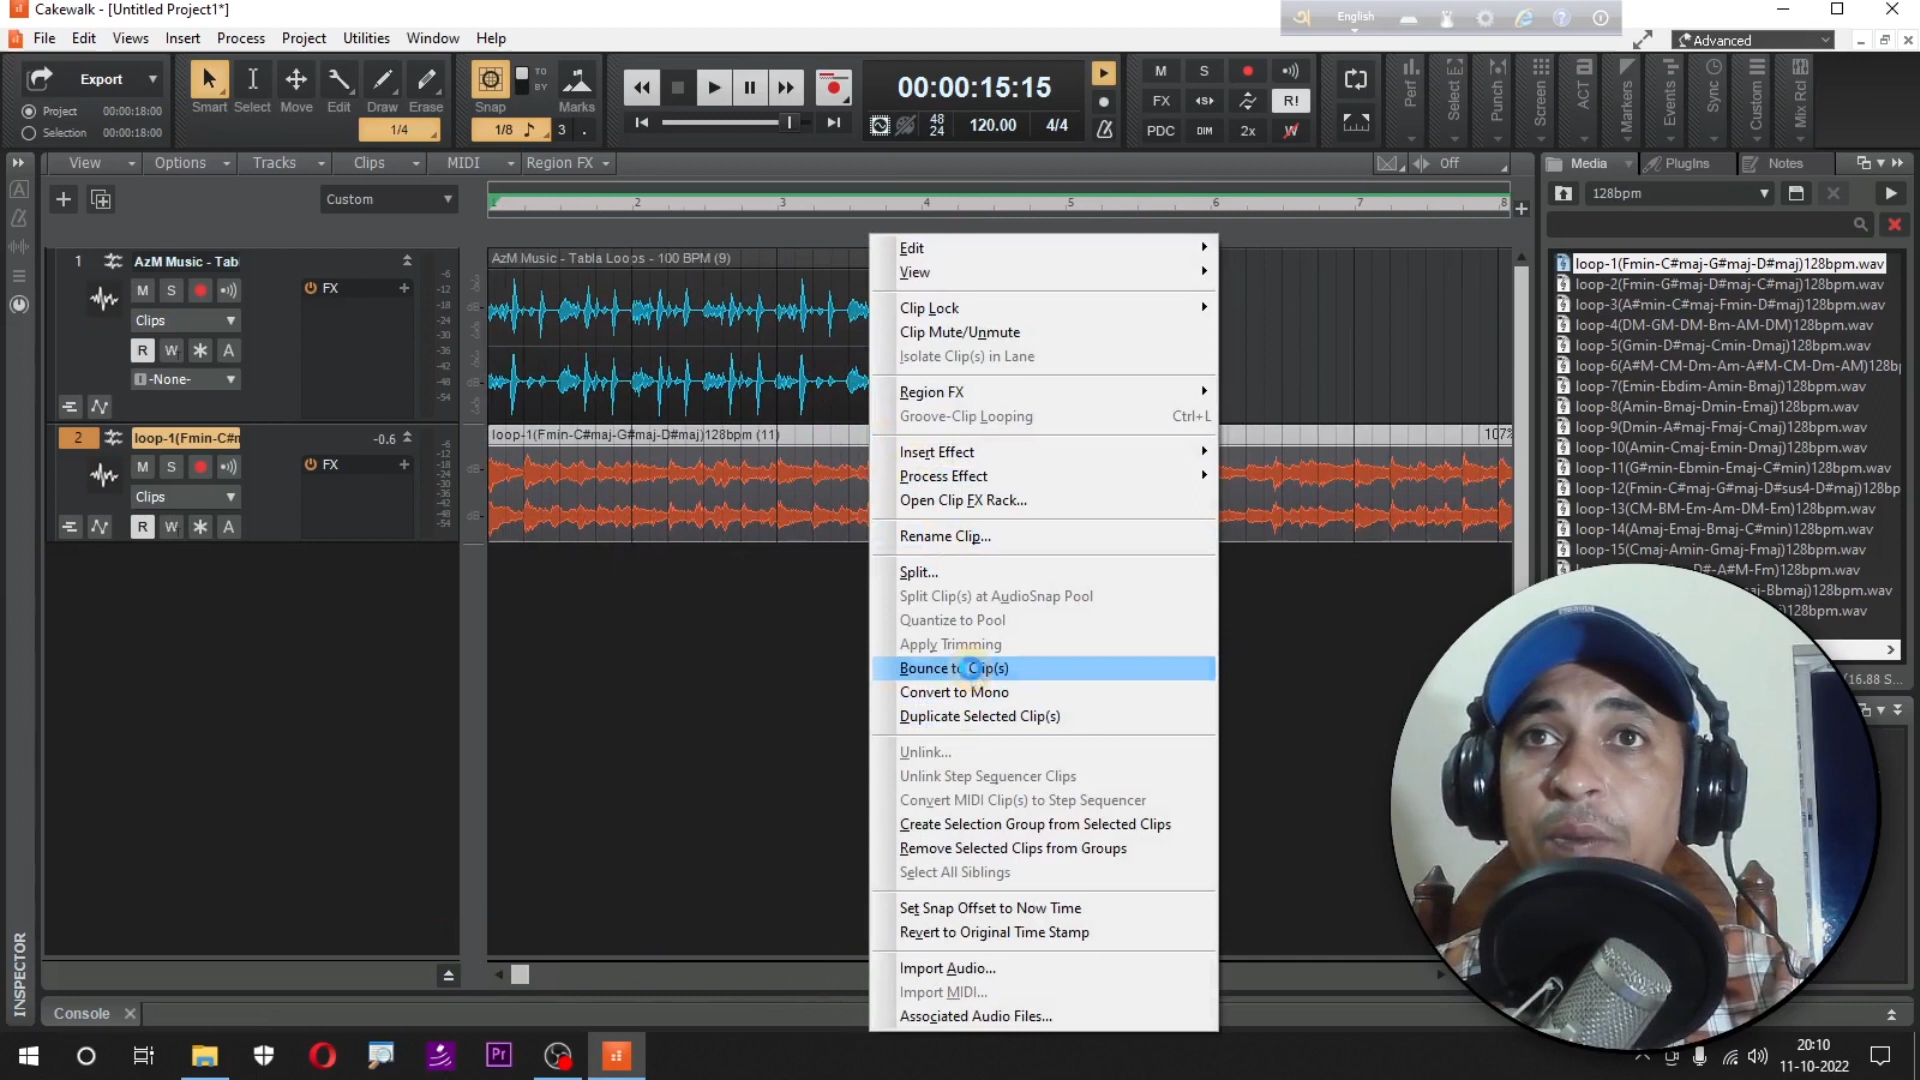 Cakewalk - [Untitled Project1*]
English
File Edit Views Insert Process Project Utilities Window Help
Advanced
Export
Project 00:00:18:00
Selection 00:00:18:00
Smart Select Move Edit Draw Erase
1/4
Snap TO BY Marks
1/8 3 .
00:00:15:15
48 24 120.00 4/4
M S
FX R!
PDC DIM 2x W
Perf Select Punch Screen ACT Markers Events Sync Custom Mix Rcl
View Options Tracks Clips MIDI Region FX
Off
Media PlugIns Notes
Custom
1 2 3 4 5 6 7 8
128bpm
1 AzM Music - Tabl
M S
FX
Clips
R W * A
-None-
AzM Music - Tabla Loops - 100 BPM (9)
2 loop-1(Fmin-C#n -0.6
M S
FX
Clips
R W * A
loop-1(Fmin-C#maj-G#maj-D#maj)128bpm (11)
107%
Edit
View
Clip Lock
Clip Mute/Unmute
Isolate Clip(s) in Lane
Region FX
Groove-Clip Looping Ctrl+L
Insert Effect
Process Effect
Open Clip FX Rack...
Rename Clip...
Split...
Split Clip(s) at AudioSnap Pool
Quantize to Pool
Apply Trimming
Bounce to Clip(s)
Convert to Mono
Duplicate Selected Clip(s)
Unlink...
Unlink Step Sequencer Clips
Convert MIDI Clip(s) to Step Sequencer
Create Selection Group from Selected Clips
Remove Selected Clips from Groups
Select All Siblings
Set Snap Offset to Now Time
Revert to Original Time Stamp
Import Audio...
Import MIDI...
Associated Audio Files...
loop-1(Fmin-C#maj-G#maj-D#maj)128bpm.wav
loop-2(Fmin-G#maj-D#maj-C#maj)128bpm.wav
loop-3(A#min-C#maj-Fmin-D#maj)128bpm.wav
loop-4(DM-GM-DM-Bm-AM-DM)128bpm.wav
loop-5(Gmin-D#maj-Cmin-Dmaj)128bpm.wav
loop-6(A#M-CM-Dm-Am-A#M-CM-Dm-AM)128b
loop-7(Emin-Ebdim-Amin-Bmaj)128bpm.wav
loop-8(Amin-Bmaj-Dmin-Emaj)128bpm.wav
loop-9(Dmin-A#maj-Fmaj-Cmaj)128bpm.wav
loop-10(Amin-Cmaj-Emin-Dmaj)128bpm.wav
loop-11(G#min-Ebmin-Emaj-C#min)128bpm.wav
loop-12(Fmin-C#maj-G#maj-D#sus4-D#maj)128bp
loop-13(CM-BM-Em-Am-DM-Em)128bpm.wav
loop-14(Amaj-Emaj-Bmaj-C#min)128bpm.wav
loop-15(Cmaj-Amin-Gmaj-Fmaj)128bpm.wav
D#-A#M-Fm)128bpm.wav
-Bbmaj)128bpm.wav
128bpm.wav
(16.88 S...
INSPECTOR
Console
Pr
20:10
11-10-2022